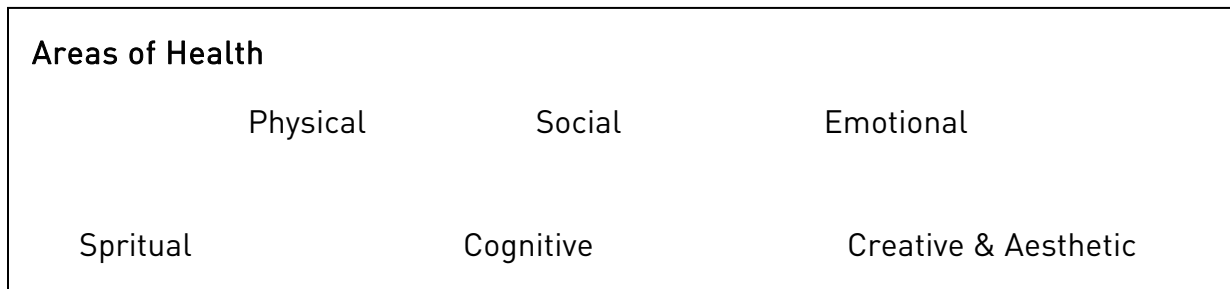 Areas of Health
Physical Social Emotional
Spritual Cognitive Creative & Aesthetic